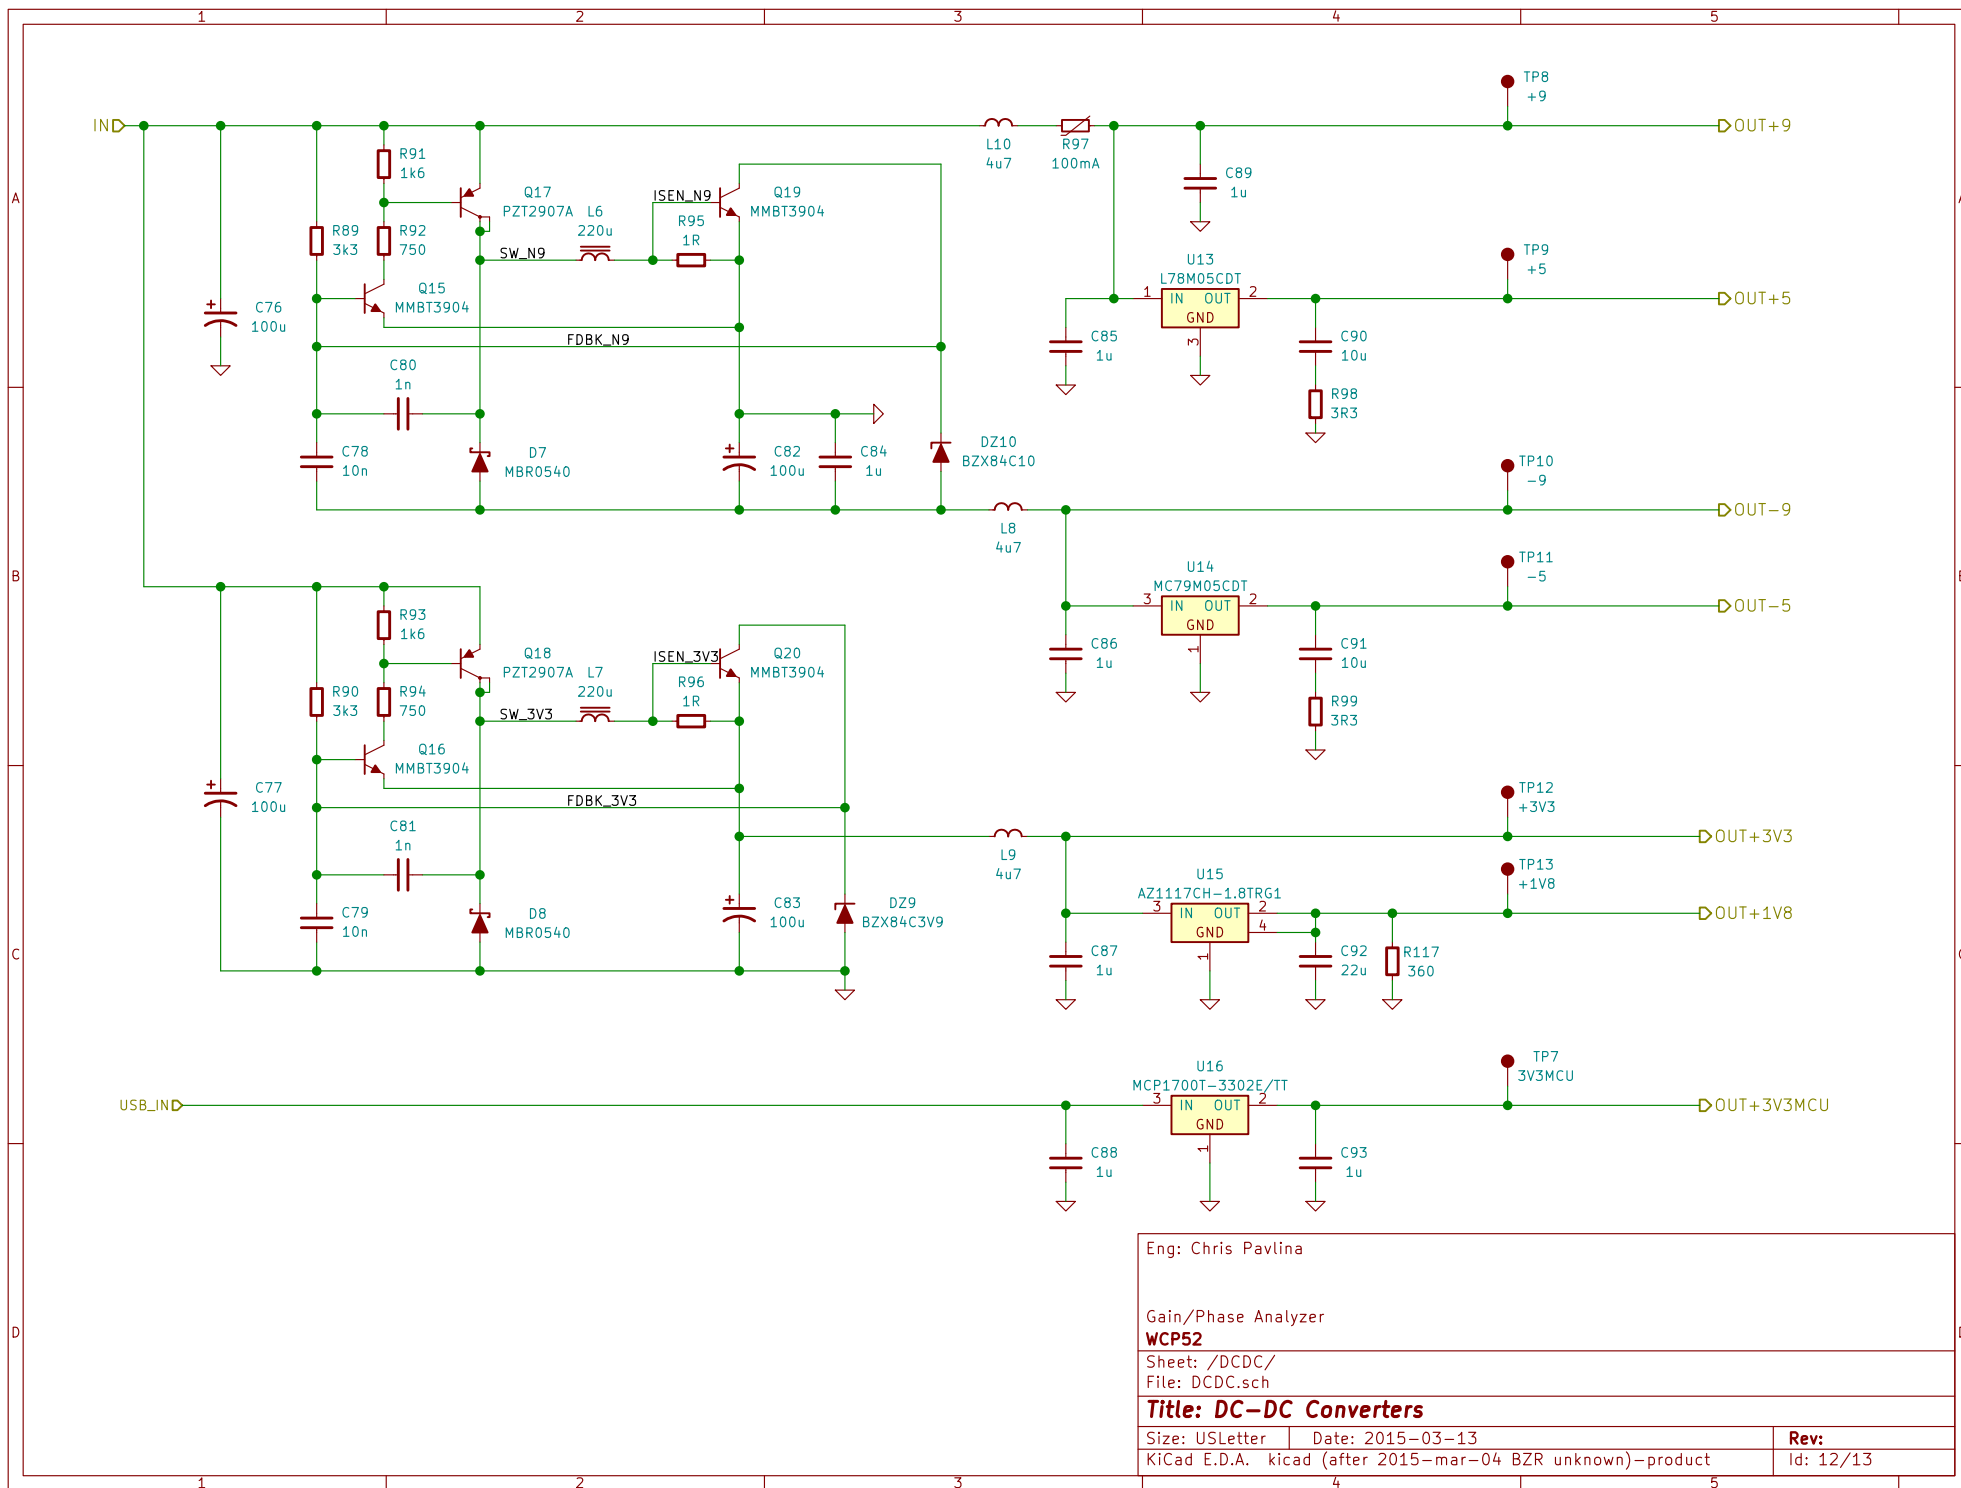 1 2 3 4 5
A
B
C
D
IN
C76
100u
R89
3k3
R91
1k6
R92
750
Q15
MMBT3904
Q17
PZT2907A
L6
220u
SW_N9
ISEN_N9
R95
1R
Q19
MMBT3904
FDBK_N9
C80
1n
C78
10n
D7
MBR0540
C82
100u
C84
1u
DZ10
BZX84C10
L10
4u7
R97
100mA
C89
1u
TP8
+9
OUT+9
U13
L78M05CDT
1 IN OUT 2
GND
3
C85
1u
C90
10u
R98
3R3
TP9
+5
OUT+5
L8
4u7
TP10
-9
OUT-9
U14
MC79M05CDT
3 IN OUT 2
GND
1
C86
1u
C91
10u
R99
3R3
TP11
-5
OUT-5
C77
100u
R90
3k3
R93
1k6
R94
750
Q16
MMBT3904
Q18
PZT2907A
L7
220u
SW_3V3
ISEN_3V3
R96
1R
Q20
MMBT3904
FDBK_3V3
C81
1n
C79
10n
D8
MBR0540
C83
100u
DZ9
BZX84C3V9
L9
4u7
TP12
+3V3
OUT+3V3
U15
AZ1117CH-1.8TRG1
3 IN OUT 2
GND 4
1
C87
1u
C92
22u
R117
360
TP13
+1V8
OUT+1V8
USB_IN
U16
MCP1700T-3302E/TT
3 IN OUT 2
GND
1
C88
1u
C93
1u
TP7
3V3MCU
OUT+3V3MCU
Eng: Chris Pavlina
Gain/Phase Analyzer
WCP52
Sheet: /DCDC/
File: DCDC.sch
Title: DC-DC Converters
Size: USLetter Date: 2015-03-13 Rev:
KiCad E.D.A. kicad (after 2015-mar-04 BZR unknown)-product Id: 12/13
1 2 3 4 5